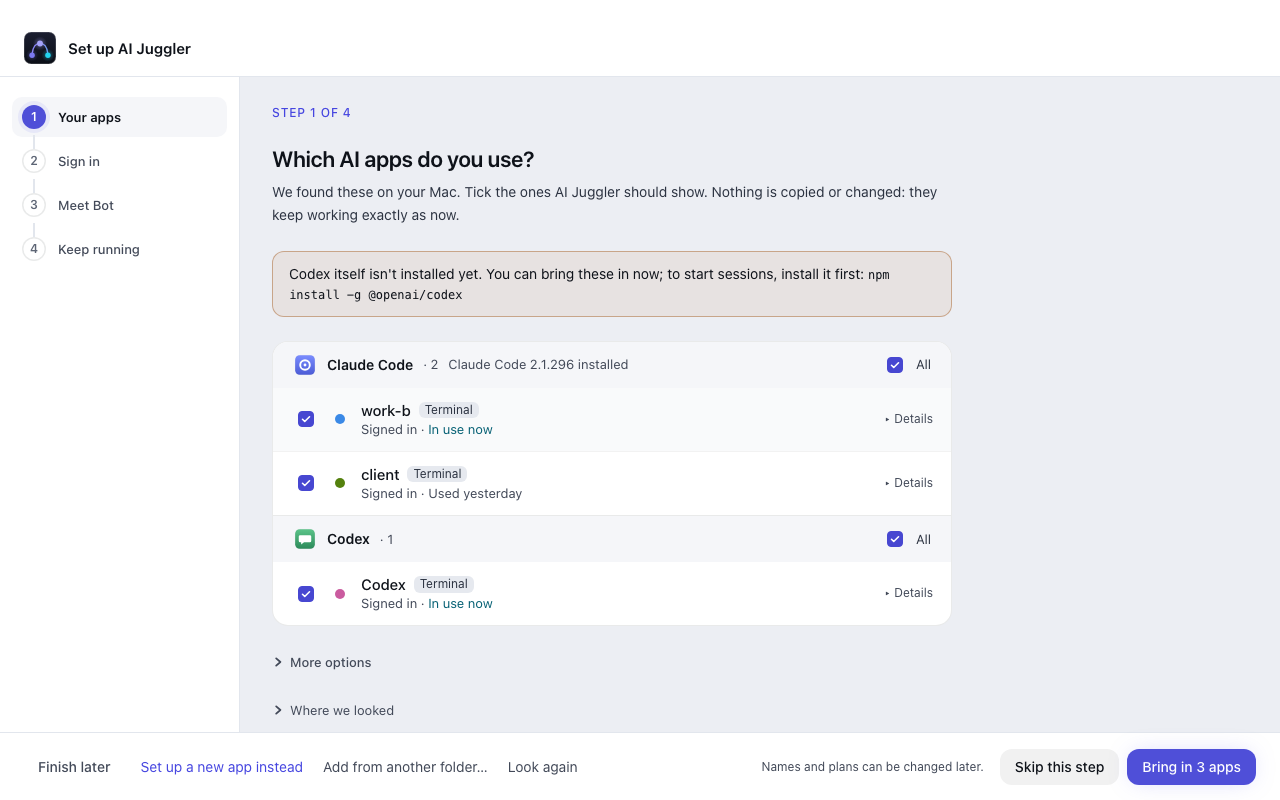 Set up AI Juggler
1 Your apps
2 Sign in
3 Meet Bot
4 Keep running
STEP 1 OF 4
Which AI apps do you use?
We found these on your Mac. Tick the ones AI Juggler should show. Nothing is copied or changed: they
keep working exactly as now.
Codex itself isn't installed yet. You can bring these in now; to start sessions, install it first: npm
install -g @openai/codex
Claude Code · 2 Claude Code 2.1.296 installed All
work-b Terminal
Signed in · In use now
Details
client Terminal
Signed in · Used yesterday
Details
Codex · 1 All
Codex Terminal
Signed in · In use now
Details
More options
Where we looked
Finish later Set up a new app instead Add from another folder... Look again Names and plans can be changed later. Skip this step Bring in 3 apps